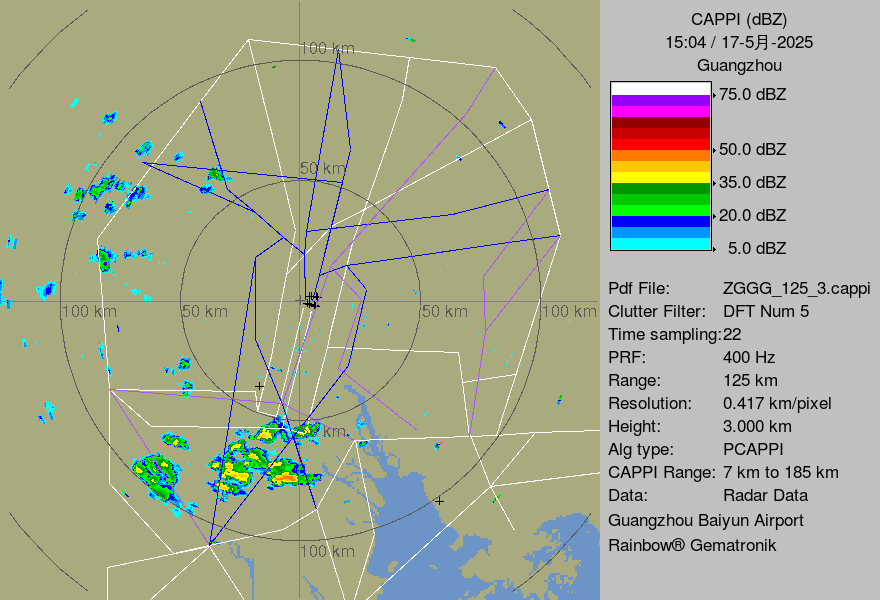 100 km
50 km
100 km
50 km
50 km
100 km
km
100 km
CAPPI (dBZ)
15:04 / 17-5月-2025
Guangzhou
75.0 dBZ
50.0 dBZ
35.0 dBZ
20.0 dBZ
5.0 dBZ
Pdf File: ZGGG_125_3.cappi
Clutter Filter: DFT Num 5
Time sampling:22
PRF: 400 Hz
Range: 125 km
Resolution: 0.417 km/pixel
Height: 3.000 km
Alg type: PCAPPI
CAPPI Range: 7 km to 185 km
Data: Radar Data
Guangzhou Baiyun Airport
Rainbow® Gematronik